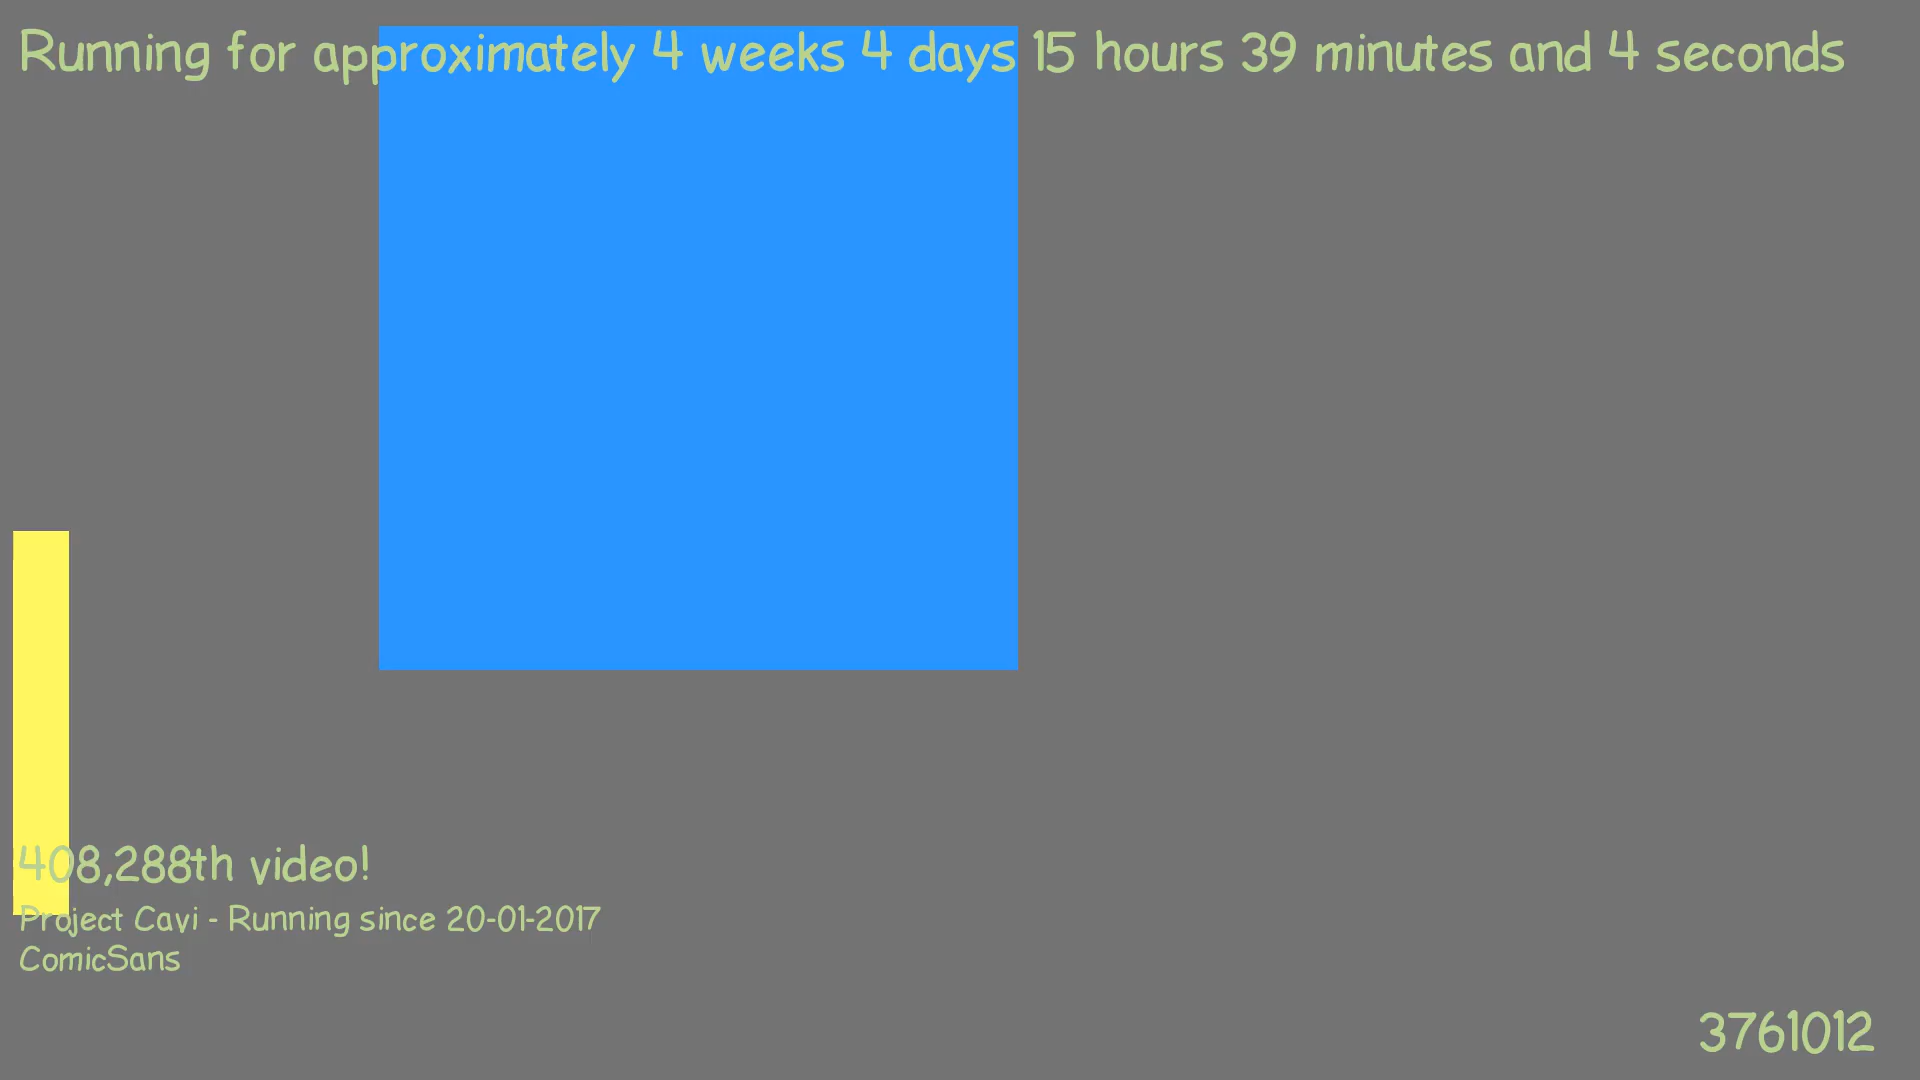 Running for approximately 4 weeks 4 days 15 hours 39 minutes and 4 seconds
408,288th video!
Project Cavi - Running since 20-01-2017
ComicSans
3761012